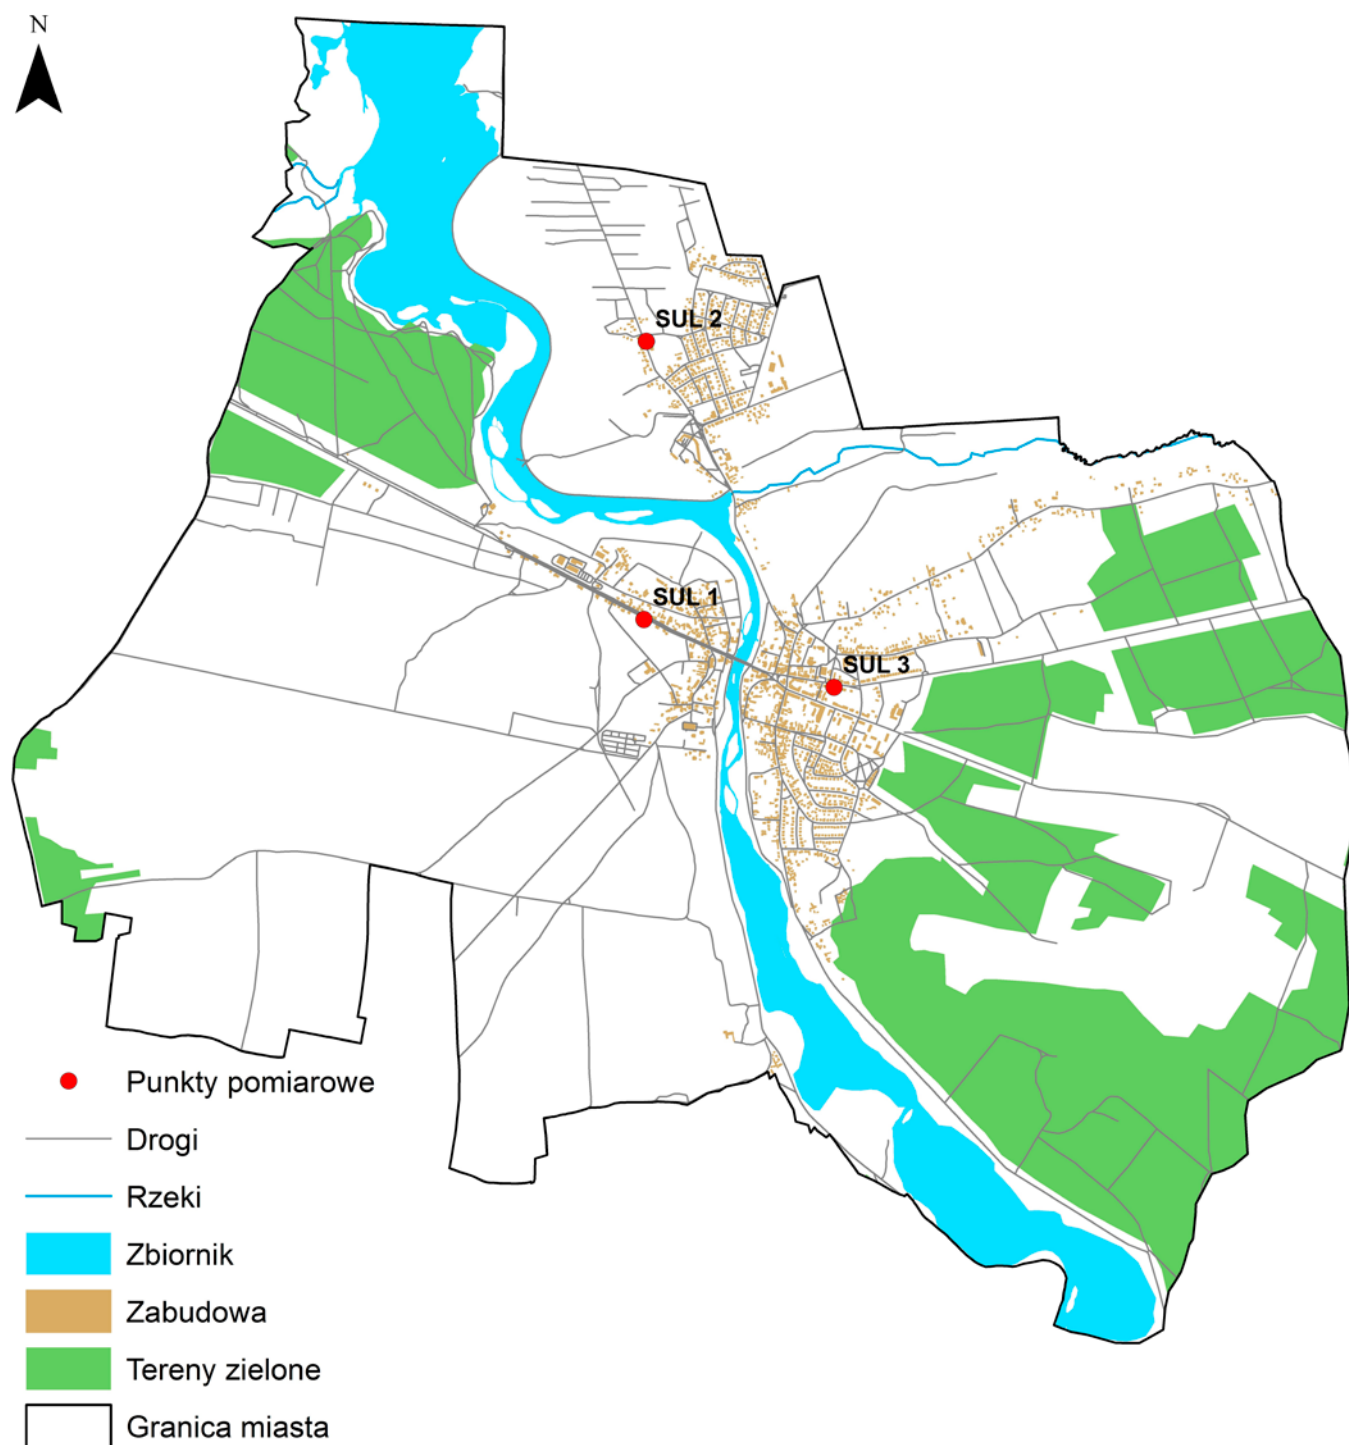 N
SUL 2
SUL 1
SUL 3
Punkty pomiarowe
Drogi
Rzeki
Zbiornik
Zabudowa
Tereny zielone
Granica miasta